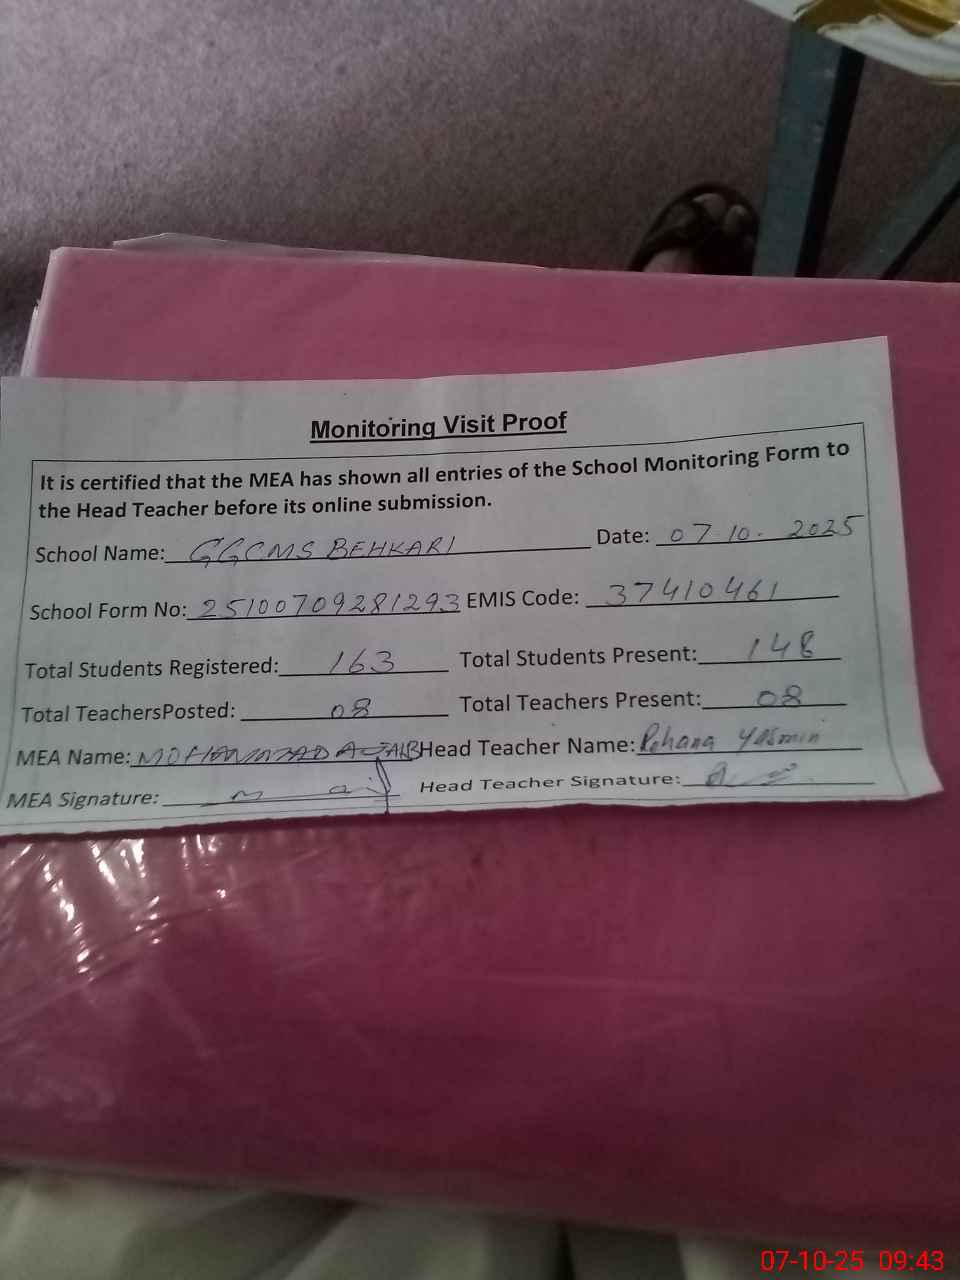 Monitoring Visit Proof
It is certified that the MEA has shown all entries of the School Monitoring Form to
the Head Teacher before its online submission.
School Name: GGCMS BEHKARI Date: 07-10-2025
School Form No: 25100709281293 EMIS Code: 37410461
Total Students Registered: 163 Total Students Present: 148
Total TeachersPosted: 08 Total Teachers Present: 08
MEA Name: MOHAMMAD AJAIB Head Teacher Name: Rehana Yasmin
MEA Signature: Head Teacher Signature:
07-10-25 09:43